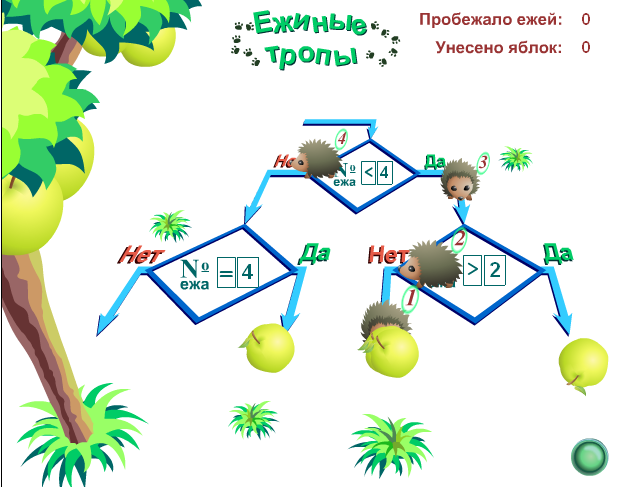 Ежиные
тропы
Пробежало ежей: 0
Унесено яблок: 0
4
Не
№
ежа
< 4
Да
3
Нет
№
ежа
= 4
Да
Нет
2
> 2
Да
1